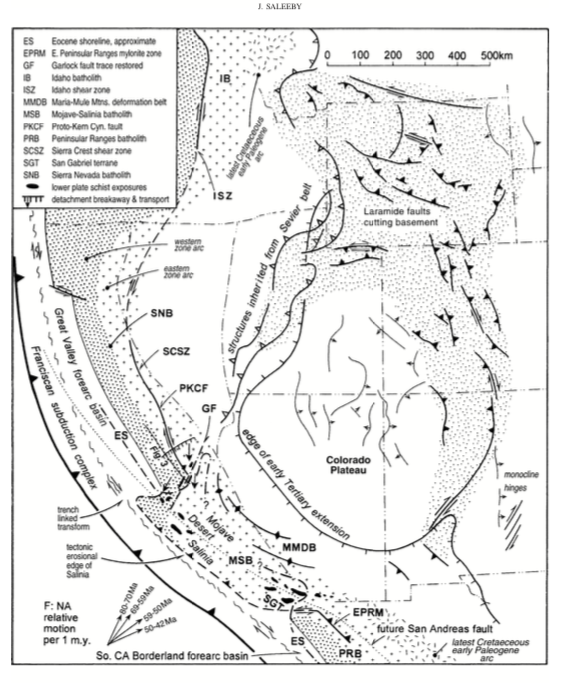 J. SALEEBY
ES Eocene shoreline, approximate
EPRM E. Peninsular Ranges mylonite zone
GF Garlock fault trace restored
IB Idaho batholith
ISZ Idaho shear zone
MMDB Maria-Mule Mtns. deformation belt
MSB Mojave-Salinia batholith
PKCF Proto-Kern Cyn. fault
PRB Peninsular Ranges batholith
SCSZ Sierra Crest shear zone
SGT San Gabriel terrane
SNB Sierra Nevada batholith
lower plate schist exposures
detachment breakaway & transport
0 100 200 300 400 500km
IB
latest Cretaceous
early Paleogene
arc
ISZ
Laramide faults
cutting basement
structures inherited from Sevier belt
western
zone arc
eastern
zone arc
SNB
SCSZ
PKCF
GF
Great Valley forearc basin
Franciscan subduction complex
ES
Fig. 3
edge of early Tertiary extension
Colorado
Plateau
monocline
hinges
trench
linked
transform
tectonic
erosional
edge of
Salinia
Mojave
Desert
Salinia
MSB
MMDB
SGT
EPRM
F: NA
relative
motion
per 1 m.y.
80-70 Ma
69-59Ma
59-50Ma
50-42Ma
future San Andreas fault
ES
PRB
So. CA Borderland forearc basin
latest Cretaeceous
early Paleogene
arc